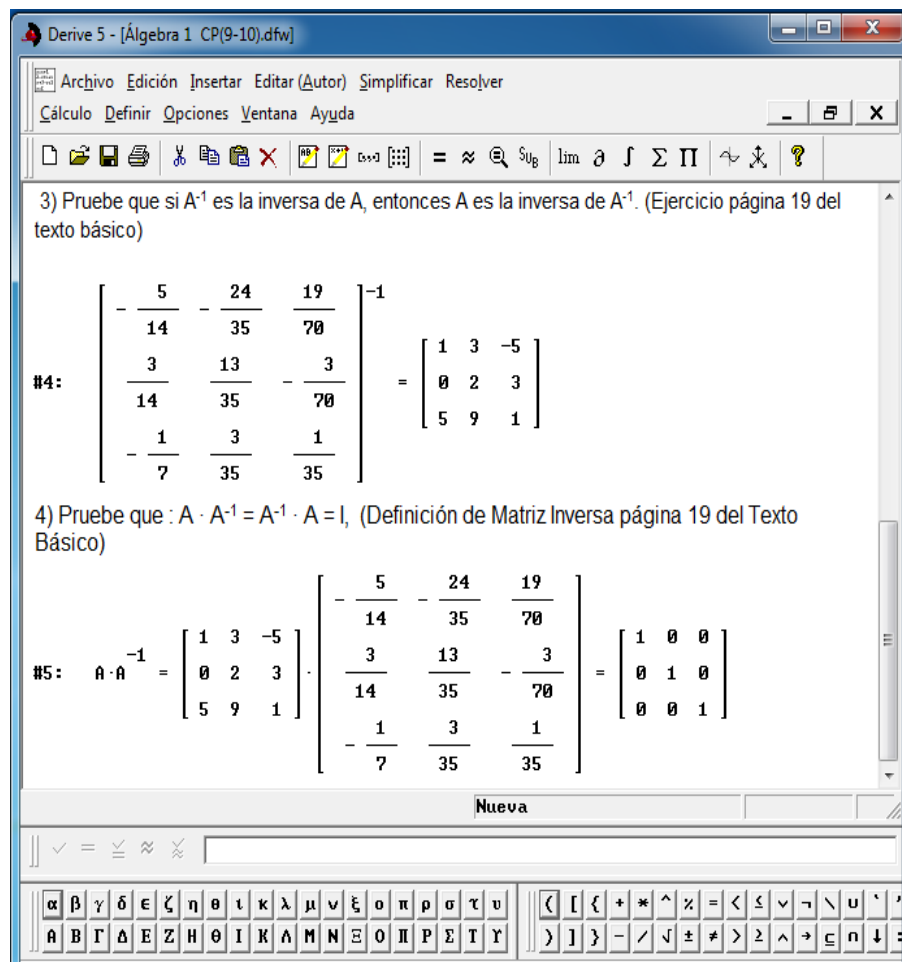 Derive 5 - [Álgebra 1 CP(9-10).dfw]
Archivo Edición Insertar Editar (Autor) Simplificar Resolver
Cálculo Definir Opciones Ventana Ayuda
= ≈ SUB lim ∂ ∫ Σ Π
3) Pruebe que si A⁻¹ es la inversa de A, entonces A es la inversa de A⁻¹. (Ejercicio página 19 del
texto básico)
#4: [ -5/14 -24/35 19/70 ; 3/14 13/35 -3/70 ; -1/7 3/35 1/35 ]⁻¹ = [ 1 3 -5 ; 0 2 3 ; 5 9 1 ]
4) Pruebe que : A · A⁻¹ = A⁻¹ · A = I, (Definición de Matriz Inversa página 19 del Texto
Básico)
#5: A·A⁻¹ = [ 1 3 -5 ; 0 2 3 ; 5 9 1 ] · [ -5/14 -24/35 19/70 ; 3/14 13/35 -3/70 ; -1/7 3/35 1/35 ] = [ 1 0 0 ; 0 1 0 ; 0 0 1 ]
Nueva
α β γ δ ε ζ η θ ι κ λ μ ν ξ ο π ρ σ τ υ ( [ { + * ^ % = < ≤ ∨ ¬ \ ∪ `
Α Β Γ Δ Ε Ζ Η Θ Ι Κ Λ Μ Ν Ξ Ο Π Ρ Σ Τ Υ ) ] } - / √ ± ≠ > ≥ ∧ → ⊆ ∩ ↓